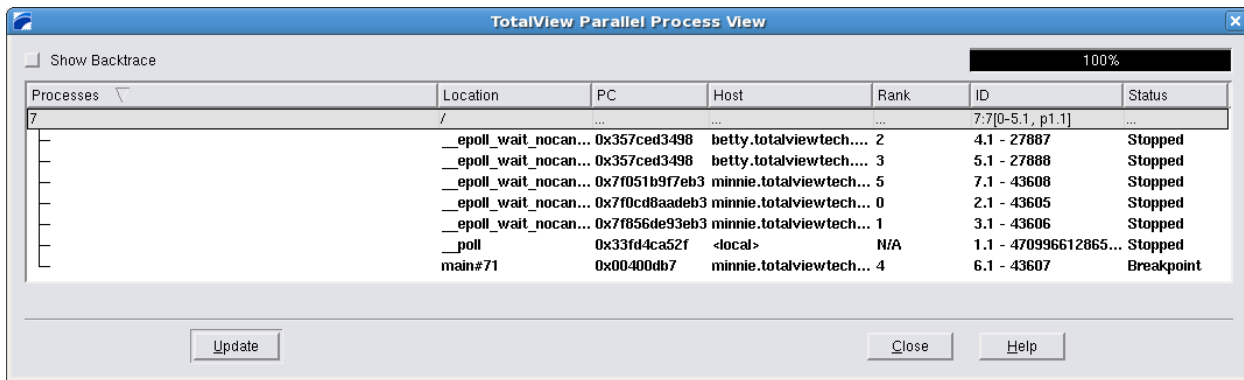 TotalView Parallel Process View
Show Backtrace 100%
Processes Location PC Host Rank ID Status
7 / ... ... ... 7:7[0-5.1, p1.1] ...
__epoll_wait_nocan... 0x357ced3498 betty.totalviewtech.... 2 4.1 - 27887 Stopped
__epoll_wait_nocan... 0x357ced3498 betty.totalviewtech.... 3 5.1 - 27888 Stopped
__epoll_wait_nocan... 0x7f051b9f7eb3 minnie.totalviewtech... 5 7.1 - 43608 Stopped
__epoll_wait_nocan... 0x7f0cd8aadeb3 minnie.totalviewtech... 0 2.1 - 43605 Stopped
__epoll_wait_nocan... 0x7f856de93eb3 minnie.totalviewtech... 1 3.1 - 43606 Stopped
__poll 0x33fd4ca52f <local> N/A 1.1 - 470996612865... Stopped
main#71 0x00400db7 minnie.totalviewtech... 4 6.1 - 43607 Breakpoint
Update Close Help